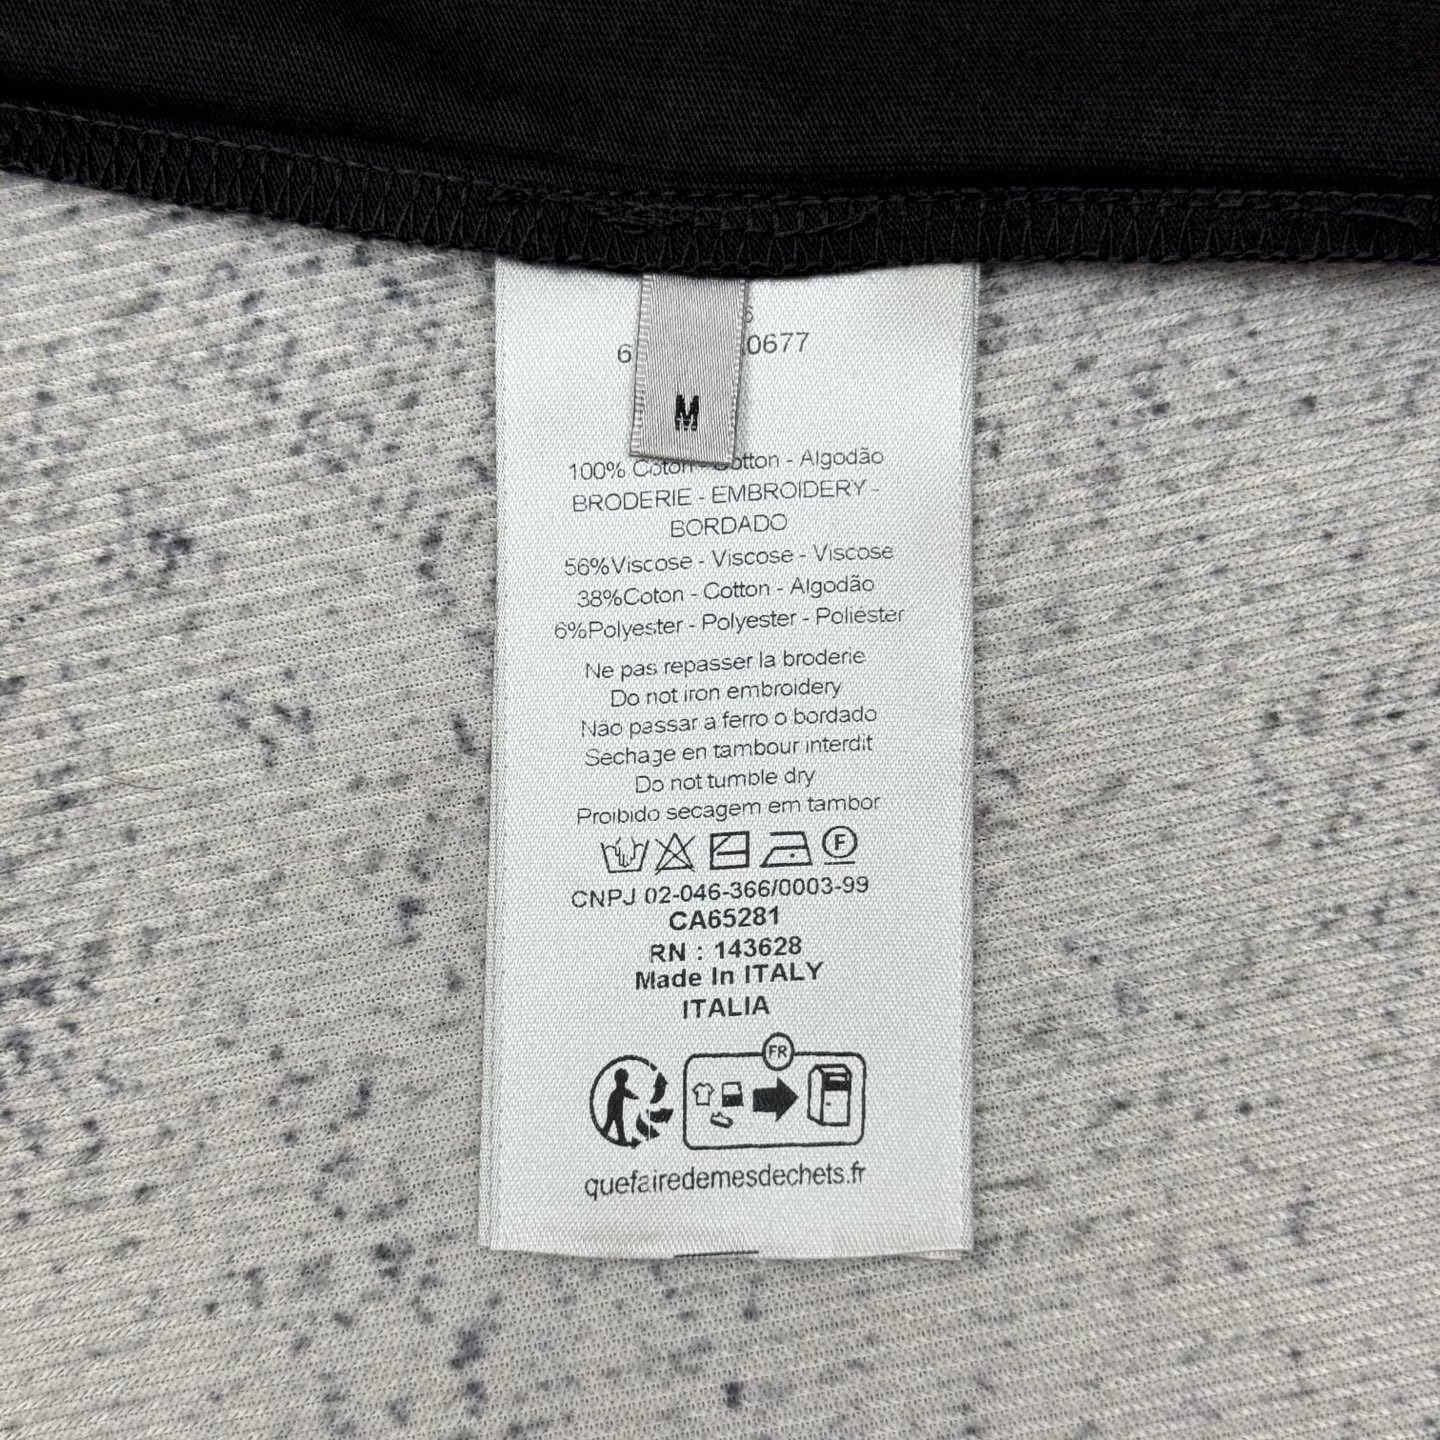 M
100% Coton - Cotton - Algodão
BRODERIE - EMBROIDERY -
BORDADO
56%Viscose - Viscose - Viscose
38%Coton - Cotton - Algodão
6%Polyester - Polyester - Poliéster
Ne pas repasser la broderie
Do not iron embroidery
Não passar a ferro o bordado
Sechage en tambour interdit
Do not tumble dry
Proibido secagem em tambor
F
CNPJ 02-046-366/0003-99
CA65281
RN : 143628
Made In ITALY
ITALIA
FR
quefairedemesdechets.fr